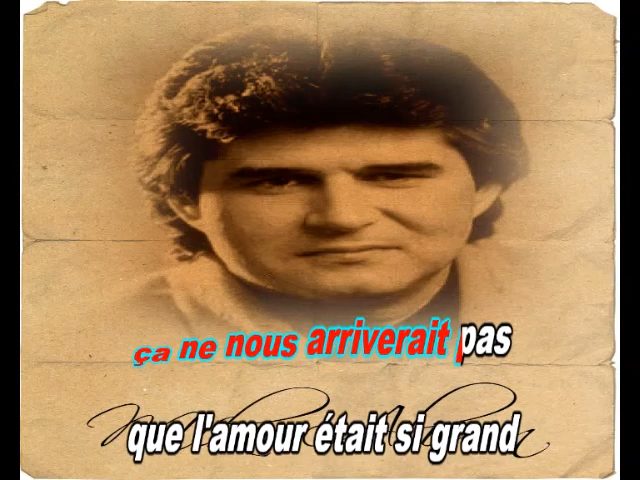 ça ne nous arriverait pas
que l'amour était si grand